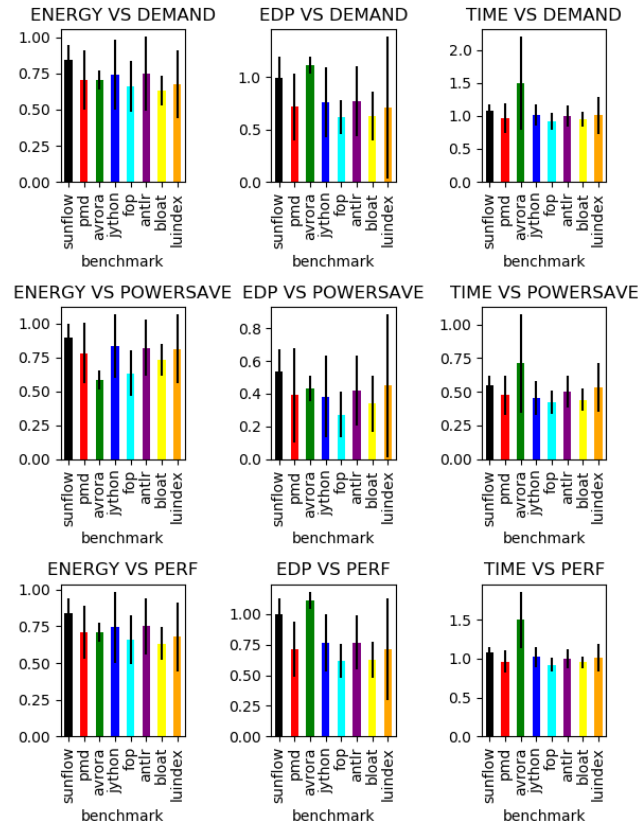 ENERGY VS DEMAND
1.00
0.75
0.50
0.25
0.00
sunflow
pmd
avrora
jython
fop
antlr
bloat
luindex
benchmark
EDP VS DEMAND
1.0
0.5
0.0
sunflow
pmd
avrora
jython
fop
antlr
bloat
luindex
benchmark
TIME VS DEMAND
2.0
1.5
1.0
0.5
0.0
sunflow
pmd
avrora
jython
fop
antlr
bloat
luindex
benchmark
ENERGY VS POWERSAVE
1.00
0.75
0.50
0.25
0.00
sunflow
pmd
avrora
jython
fop
antlr
bloat
luindex
benchmark
EDP VS POWERSAVE
0.8
0.6
0.4
0.2
0.0
sunflow
pmd
avrora
jython
fop
antlr
bloat
luindex
benchmark
TIME VS POWERSAVE
1.00
0.75
0.50
0.25
0.00
sunflow
pmd
avrora
jython
fop
antlr
bloat
luindex
benchmark
ENERGY VS PERF
1.00
0.75
0.50
0.25
0.00
sunflow
pmd
avrora
jython
fop
antlr
bloat
luindex
benchmark
EDP VS PERF
1.00
0.75
0.50
0.25
0.00
sunflow
pmd
avrora
jython
fop
antlr
bloat
luindex
benchmark
TIME VS PERF
1.5
1.0
0.5
0.0
sunflow
pmd
avrora
jython
fop
antlr
bloat
luindex
benchmark